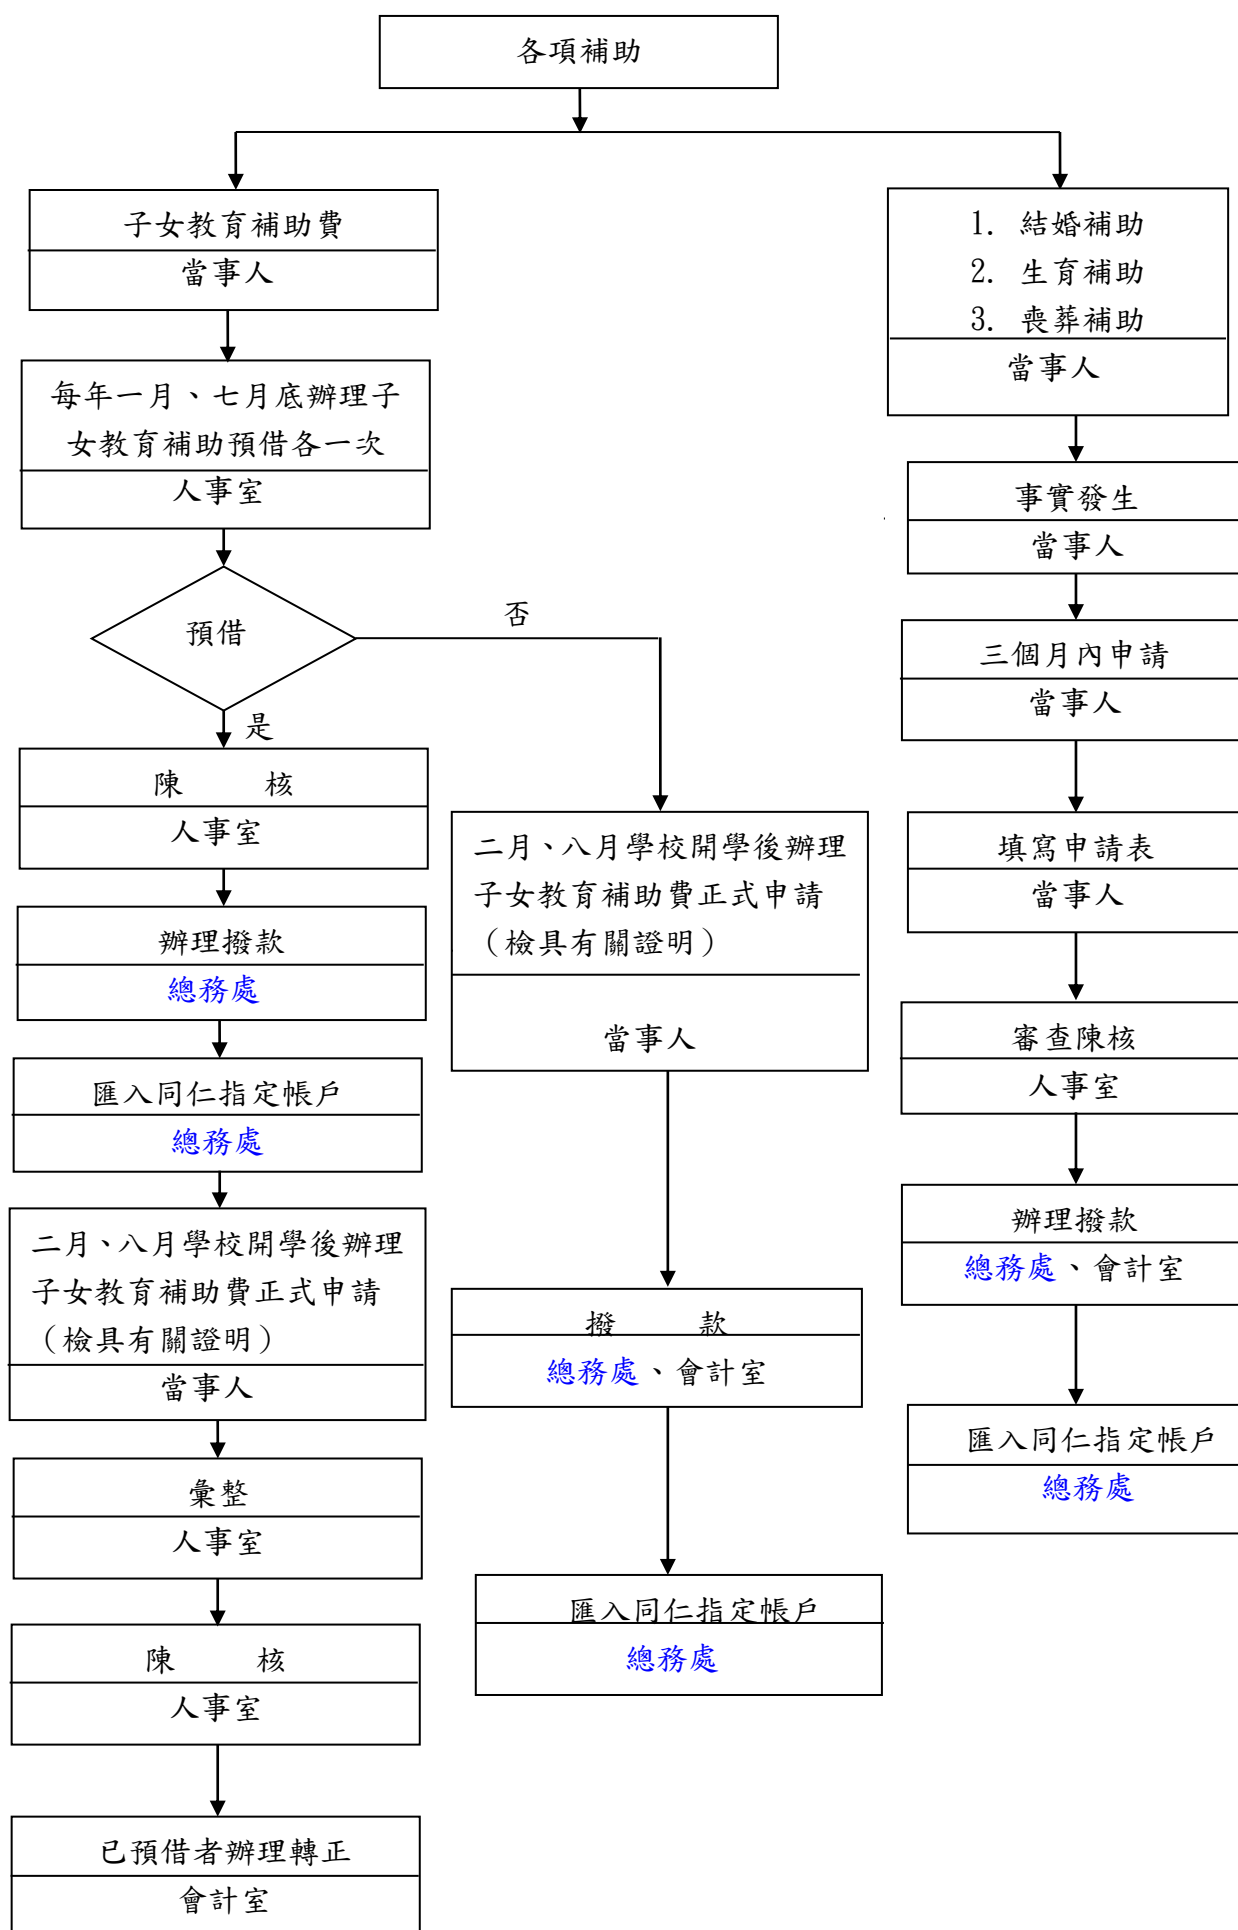 各項補助
子女教育補助費
當事人
每年一月、七月底辦理子
女教育補助預借各一次
人事室
預借
否
是
陳　　核
人事室
辦理撥款
總務處
匯入同仁指定帳戶
總務處
二月、八月學校開學後辦理
子女教育補助費正式申請
（檢具有關證明）
當事人
彙整
人事室
陳　　核
人事室
已預借者辦理轉正
會計室
二月、八月學校開學後辦理
子女教育補助費正式申請
（檢具有關證明）
當事人
撥　　款
總務處、會計室
匯入同仁指定帳戶
總務處
1. 結婚補助
2. 生育補助
3. 喪葬補助
當事人
事實發生
當事人
三個月內申請
當事人
填寫申請表
當事人
審查陳核
人事室
辦理撥款
總務處、會計室
匯入同仁指定帳戶
總務處